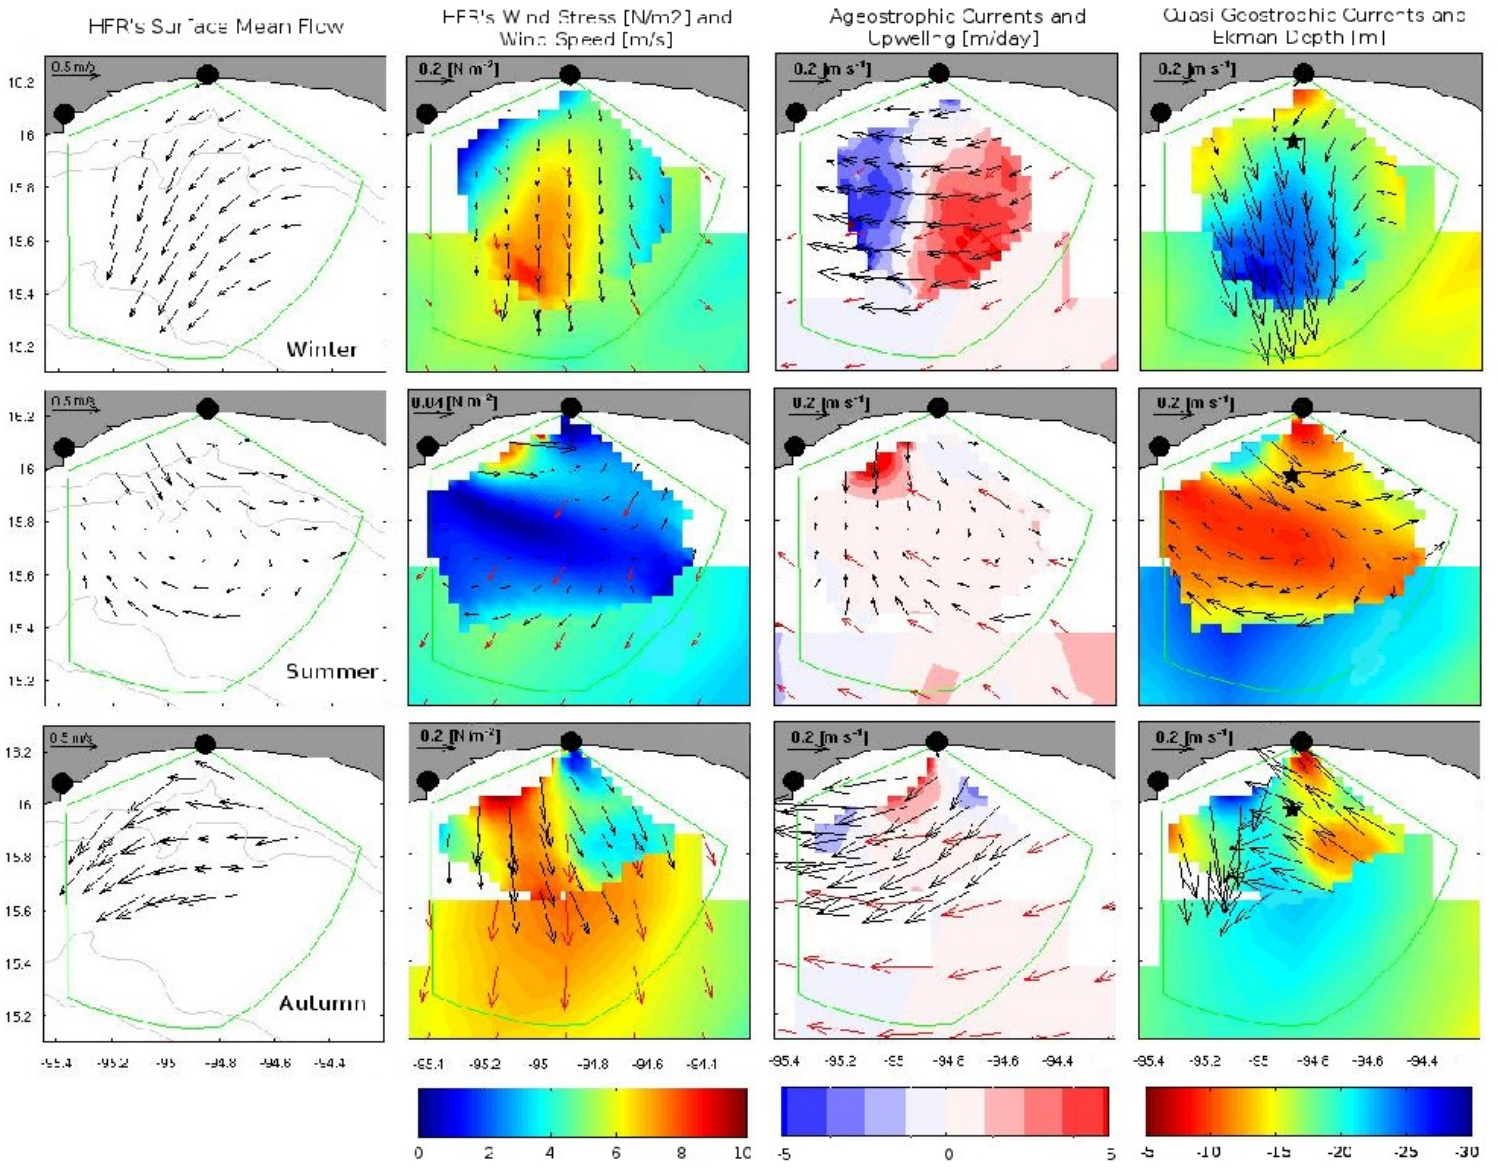 HFR's Surface Mean Flow
HFR's Wind Stress [N/m2] and
Wind Speed [m/s]
Ageostrophic Currents and
Upwelling [m/day]
Quasi Geostrophic Currents and
Ekman Depth [m]
0.5 m/s
0.2 [N m-2]
0.2 [m s-1]
0.2 [m s-1]
16.2
16
15.8
15.6
15.4
15.2
Winter
0.5 m/s
0.04 [N m-2]
0.2 [m s-1]
0.2 [m s-1]
16.2
16
15.8
15.6
15.4
15.2
Summer
0.5 m/s
0.2 [N m-2]
0.2 [m s-1]
0.2 [m s-1]
16.2
16
15.8
15.6
15.4
15.2
Autumn
-95.4 -95.2 -95 -94.8 -94.6 -94.4
-95.4 -95.2 -95 -94.8 -94.6 -94.4
-95.4 -95.2 -95 -94.8 -94.6 -94.4
-95.4 -95.2 -95 -94.8 -94.6 -94.4
0 2 4 6 8 10
-5 0 5
-5 -10 -15 -20 -25 -30